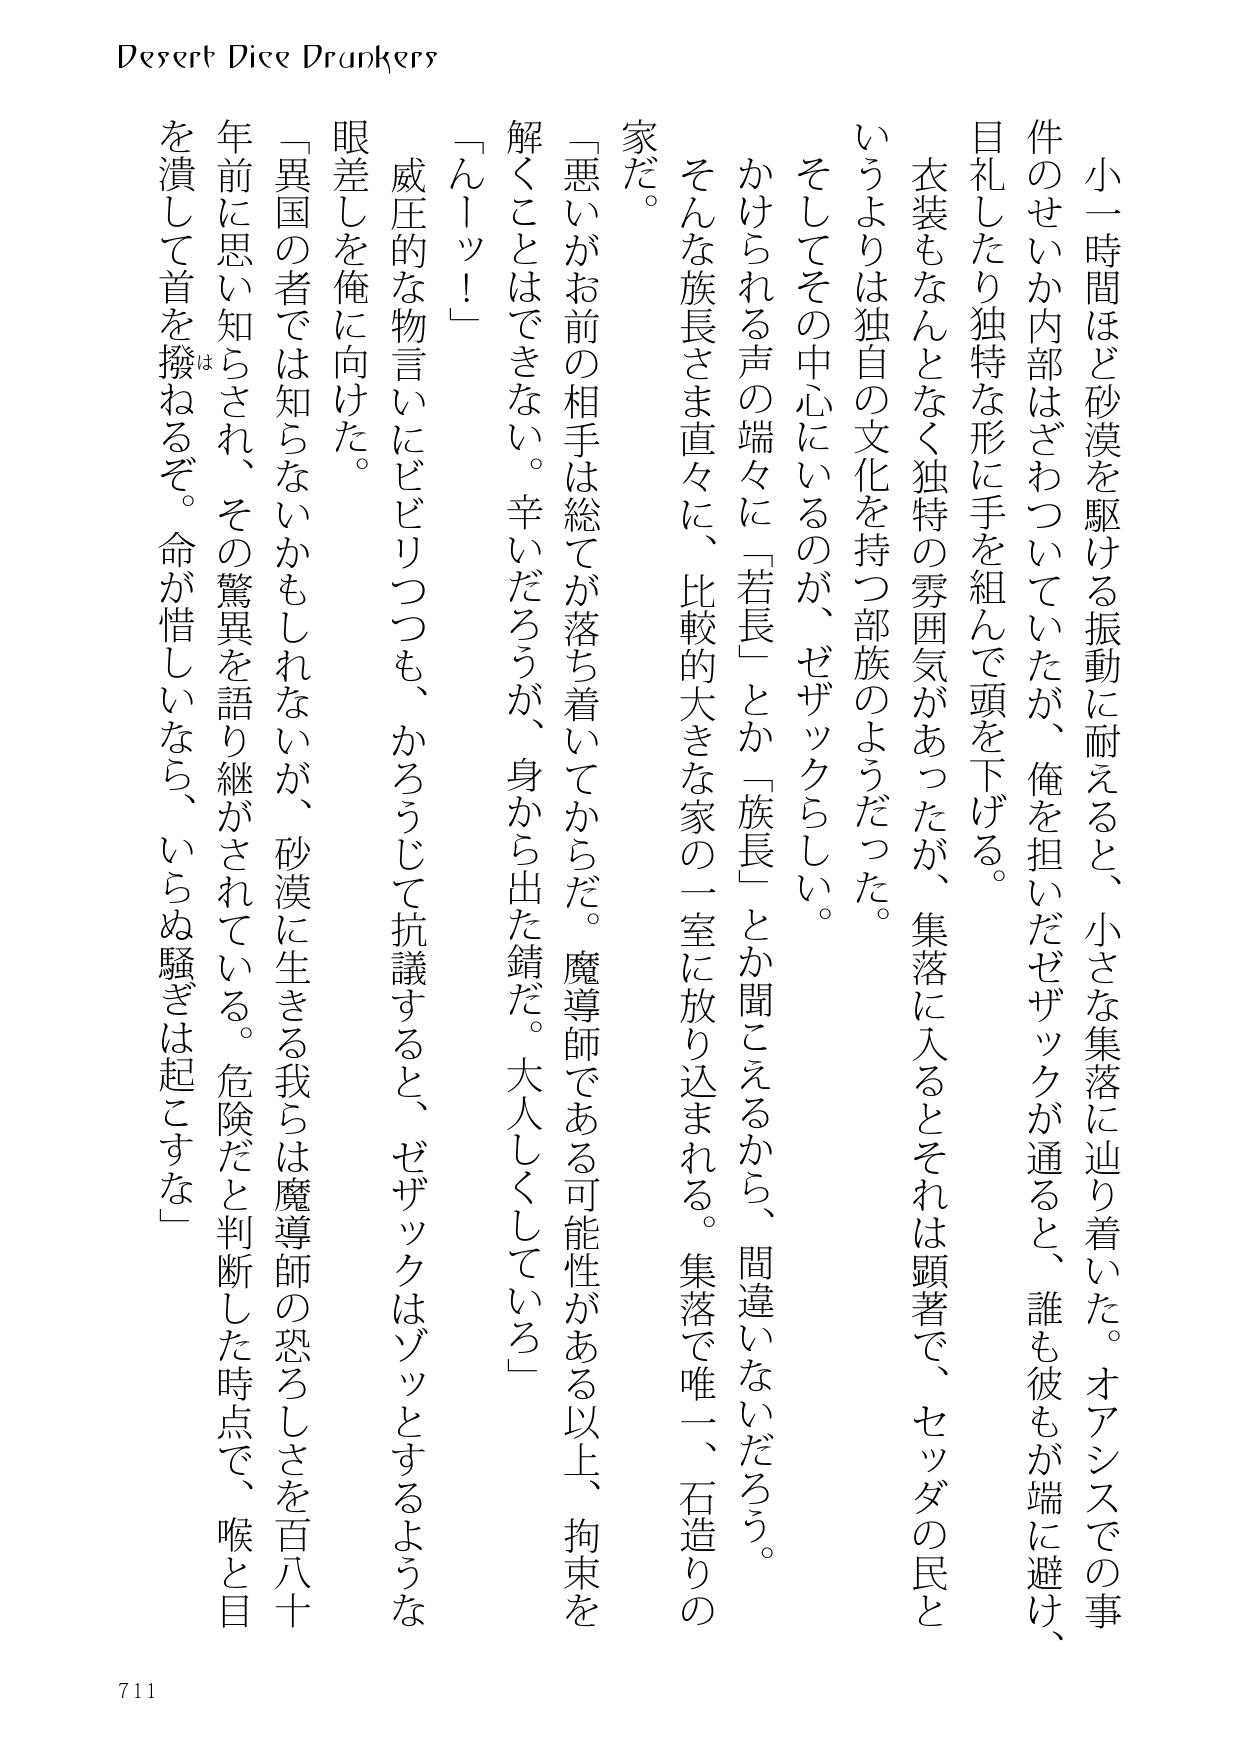 Desert Dice Drunkers
　小一時間ほど砂漠を駆ける振動に耐えると、小さな集落に辿り着いた。オアシスでの事
件のせいか内部はざわついていたが、俺を担いだゼザックが通ると、誰も彼もが端に避け、
目礼したり独特な形に手を組んで頭を下げる。
　衣装もなんとなく独特の雰囲気があったが、集落に入るとそれは顕著で、セッダの民と
いうよりは独自の文化を持つ部族のようだった。
　そしてその中心にいるのが、ゼザックらしい。
　かけられる声の端々に「若長」とか「族長」とか聞こえるから、間違いないだろう。
　そんな族長さま直々に、比較的大きな家の一室に放り込まれる。集落で唯一、石造りの
家だ。
「悪いがお前の相手は総てが落ち着いてからだ。魔導師である可能性がある以上、拘束を
解くことはできない。辛いだろうが、身から出た錆だ。大人しくしていろ」
「んーッ！」
　威圧的な物言いにビビリつつも、かろうじて抗議すると、ゼザックはゾッとするような
眼差しを俺に向けた。
「異国の者では知らないかもしれないが、砂漠に生きる我らは魔導師の恐ろしさを百八十
年前に思い知らされ、その驚異を語り継がされている。危険だと判断した時点で、喉と目
を潰して首を撥ねるぞ。命が惜しいなら、いらぬ騒ぎは起こすな」
は
711